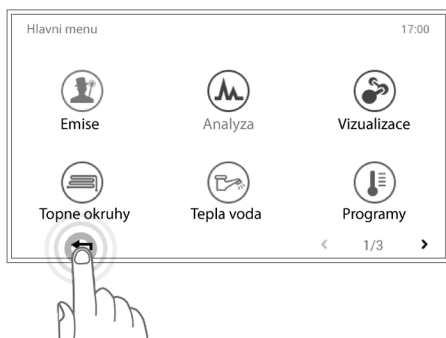 Hlavni menu 17:00
Emise Analyza Vizualizace
Topne okruhy Tepla voda Programy
< 1/3 >